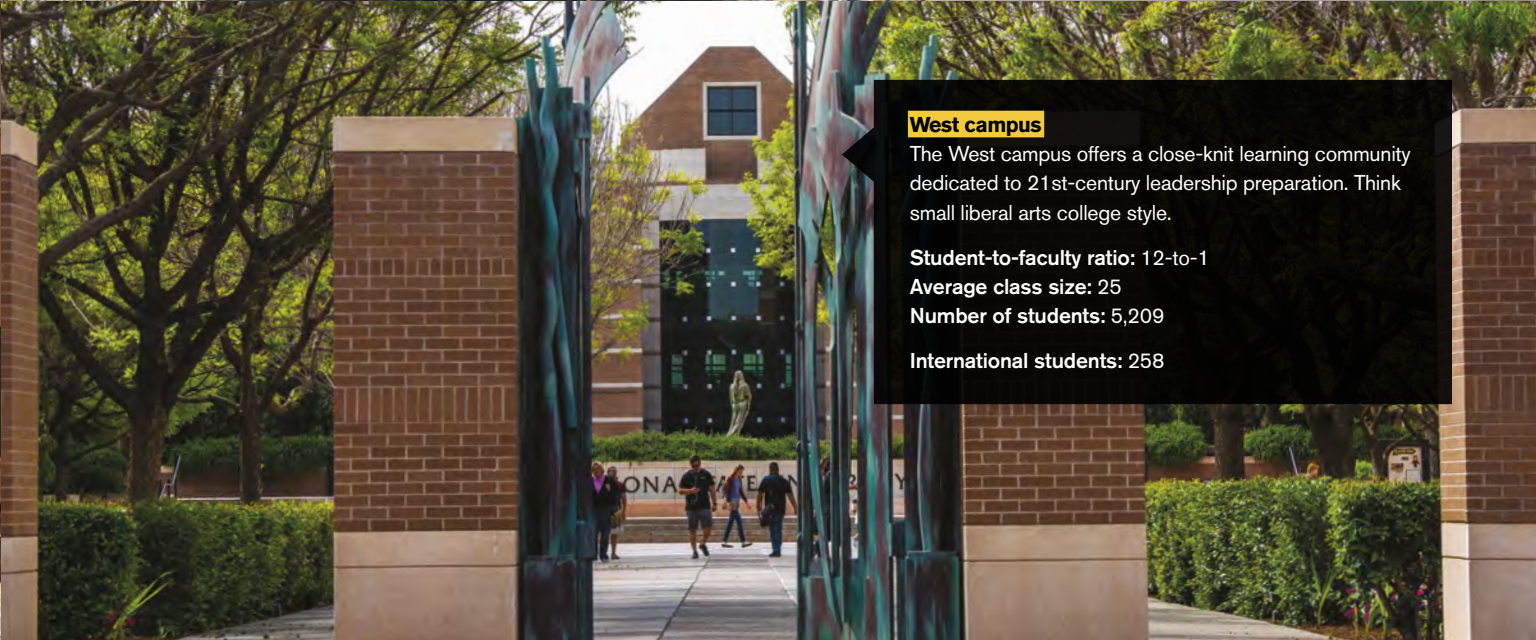 West campus
The West campus offers a close-knit learning community
dedicated to 21st-century leadership preparation. Think
small liberal arts college style.
Student-to-faculty ratio: 12-to-1
Average class size: 25
Number of students: 5,209
International students: 258